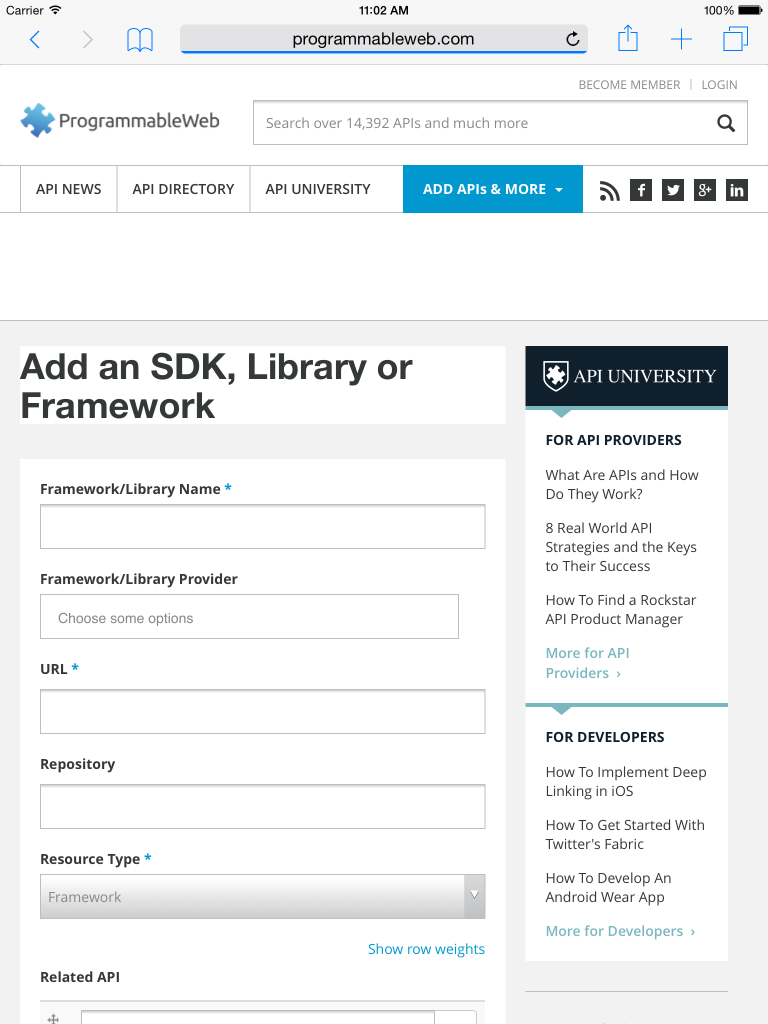 Carrier 11:02 AM 100%
programmableweb.com
BECOME MEMBER | LOGIN
ProgrammableWeb
Search over 14,392 APIs and much more
API NEWS API DIRECTORY API UNIVERSITY ADD APIs & MORE
Add an SDK, Library or
Framework
Framework/Library Name *
Framework/Library Provider
Choose some options
URL *
Repository
Resource Type *
Framework
Show row weights
Related API
API UNIVERSITY
FOR API PROVIDERS
What Are APIs and How
Do They Work?
8 Real World API
Strategies and the Keys
to Their Success
How To Find a Rockstar
API Product Manager
More for API
Providers ›
FOR DEVELOPERS
How To Implement Deep
Linking in iOS
How To Get Started With
Twitter's Fabric
How To Develop An
Android Wear App
More for Developers ›